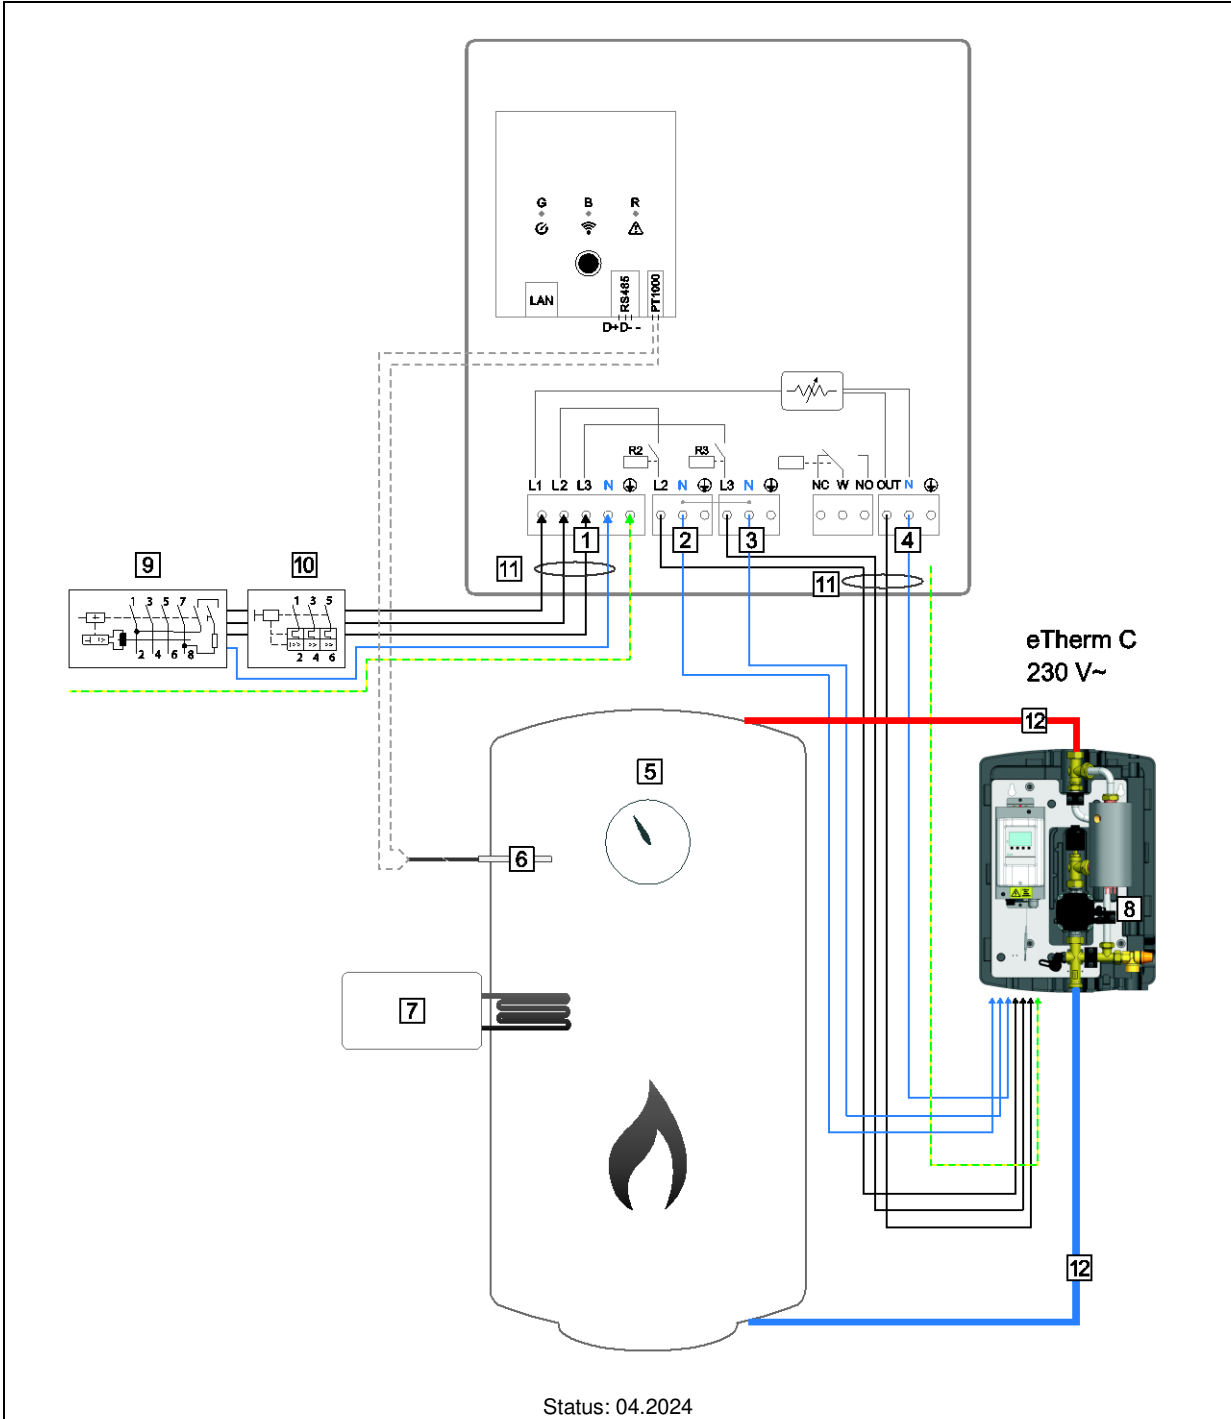 G B R
LAN
RS485
PT1000
D+D--
R2 R3
L1 L2 L3 N L2 N L3 N NC W NO OUT N
1 2 3 4
11
11
9 10
1 3 5 7
2 4 6 8
1 3 5
I>> >> >>
2 4 6
eTherm C
230 V~
12
5
6
8
7
12
Status: 04.2024